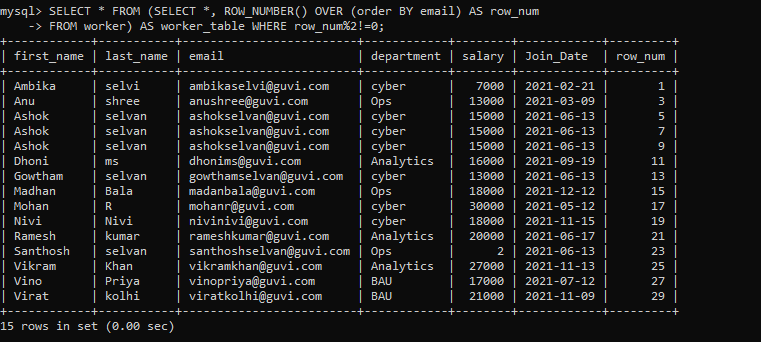 mysql> SELECT * FROM (SELECT *, ROW_NUMBER() OVER (order BY email) AS row_num
    -> FROM worker) AS worker_table WHERE row_num%2!=0;
+------------+-----------+------------------------+------------+--------+------------+---------+
| first_name | last_name | email                  | department | salary | Join_Date  | row_num |
+------------+-----------+------------------------+------------+--------+------------+---------+
| Ambika     | selvi     | ambikaselvi@guvi.com   | cyber      |   7000 | 2021-02-21 |       1 |
| Anu        | shree     | anushree@guvi.com      | Ops        |  13000 | 2021-03-09 |       3 |
| Ashok      | selvan    | ashokselvan@guvi.com   | cyber      |  15000 | 2021-06-13 |       5 |
| Ashok      | selvan    | ashokselvan@guvi.com   | cyber      |  15000 | 2021-06-13 |       7 |
| Ashok      | selvan    | ashokselvan@guvi.com   | cyber      |  15000 | 2021-06-13 |       9 |
| Dhoni      | ms        | dhonims@guvi.com       | Analytics  |  16000 | 2021-09-19 |      11 |
| Gowtham    | selvan    | gowthamselvan@guvi.com | cyber      |  13000 | 2021-06-13 |      13 |
| Madhan     | Bala      | madanbala@guvi.com     | Ops        |  18000 | 2021-12-12 |      15 |
| Mohan      | R         | mohanr@guvi.com        | cyber      |  30000 | 2021-05-12 |      17 |
| Nivi       | Nivi      | nivinivi@guvi.com      | cyber      |  18000 | 2021-11-15 |      19 |
| Ramesh     | kumar     | rameshkumar@guvi.com   | Analytics  |  20000 | 2021-06-17 |      21 |
| Santhosh   | selvan    | santhoshselvan@guvi.com | Ops        |      2 | 2021-06-13 |      23 |
| Vikram     | Khan      | vikramkhan@guvi.com    | Analytics  |  27000 | 2021-11-13 |      25 |
| Vino       | Priya     | vinopriya@guvi.com     | BAU        |  17000 | 2021-07-12 |      27 |
| Virat      | kolhi     | viratkolhi@guvi.com    | BAU        |  21000 | 2021-11-09 |      29 |
+------------+-----------+------------------------+------------+--------+------------+---------+
15 rows in set (0.00 sec)